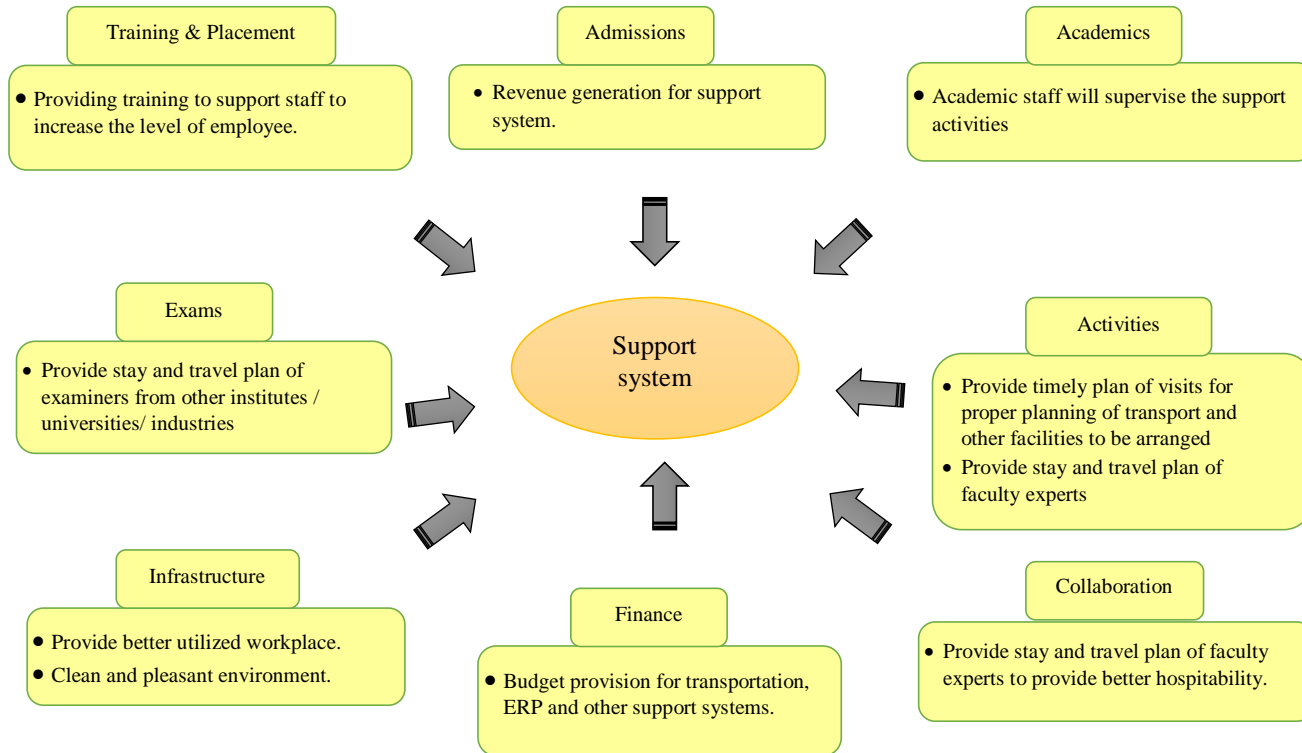 Training & Placement
• Providing training to support staff to
increase the level of employee.
Admissions
• Revenue generation for support
system.
Academics
• Academic staff will supervise the support
activities
Exams
• Provide stay and travel plan of
examiners from other institutes /
universities/ industries
Support
system
Activities
• Provide timely plan of visits for
proper planning of transport and
other facilities to be arranged
• Provide stay and travel plan of
faculty experts
Infrastructure
• Provide better utilized workplace.
• Clean and pleasant environment.
Finance
• Budget provision for transportation,
ERP and other support systems.
Collaboration
• Provide stay and travel plan of faculty
experts to provide better hospitability.